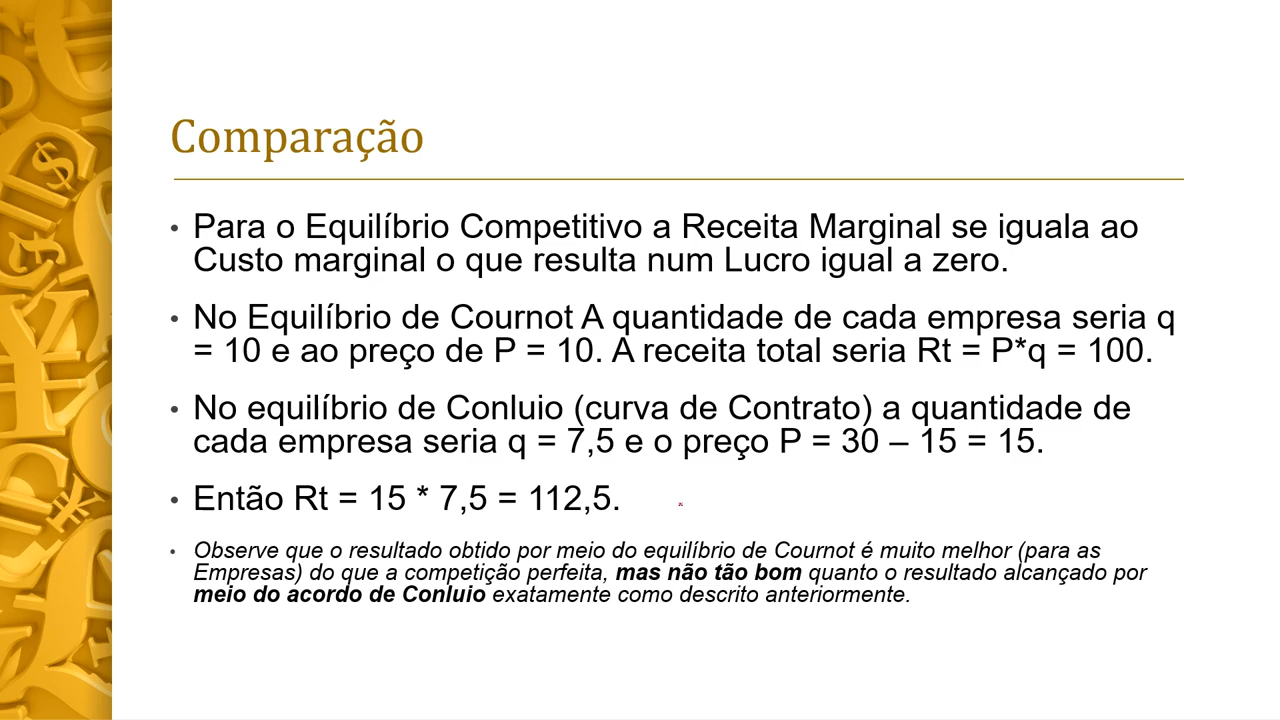 Comparação
• Para o Equilíbrio Competitivo a Receita Marginal se iguala ao
Custo marginal o que resulta num Lucro igual a zero.
• No Equilíbrio de Cournot A quantidade de cada empresa seria q
= 10 e ao preço de P = 10. A receita total seria Rt = P*q = 100.
• No equilíbrio de Conluio (curva de Contrato) a quantidade de
cada empresa seria q = 7,5 e o preço P = 30 – 15 = 15.
• Então Rt = 15 * 7,5 = 112,5.
• Observe que o resultado obtido por meio do equilíbrio de Cournot é muito melhor (para as
Empresas) do que a competição perfeita, mas não tão bom quanto o resultado alcançado por
meio do acordo de Conluio exatamente como descrito anteriormente.